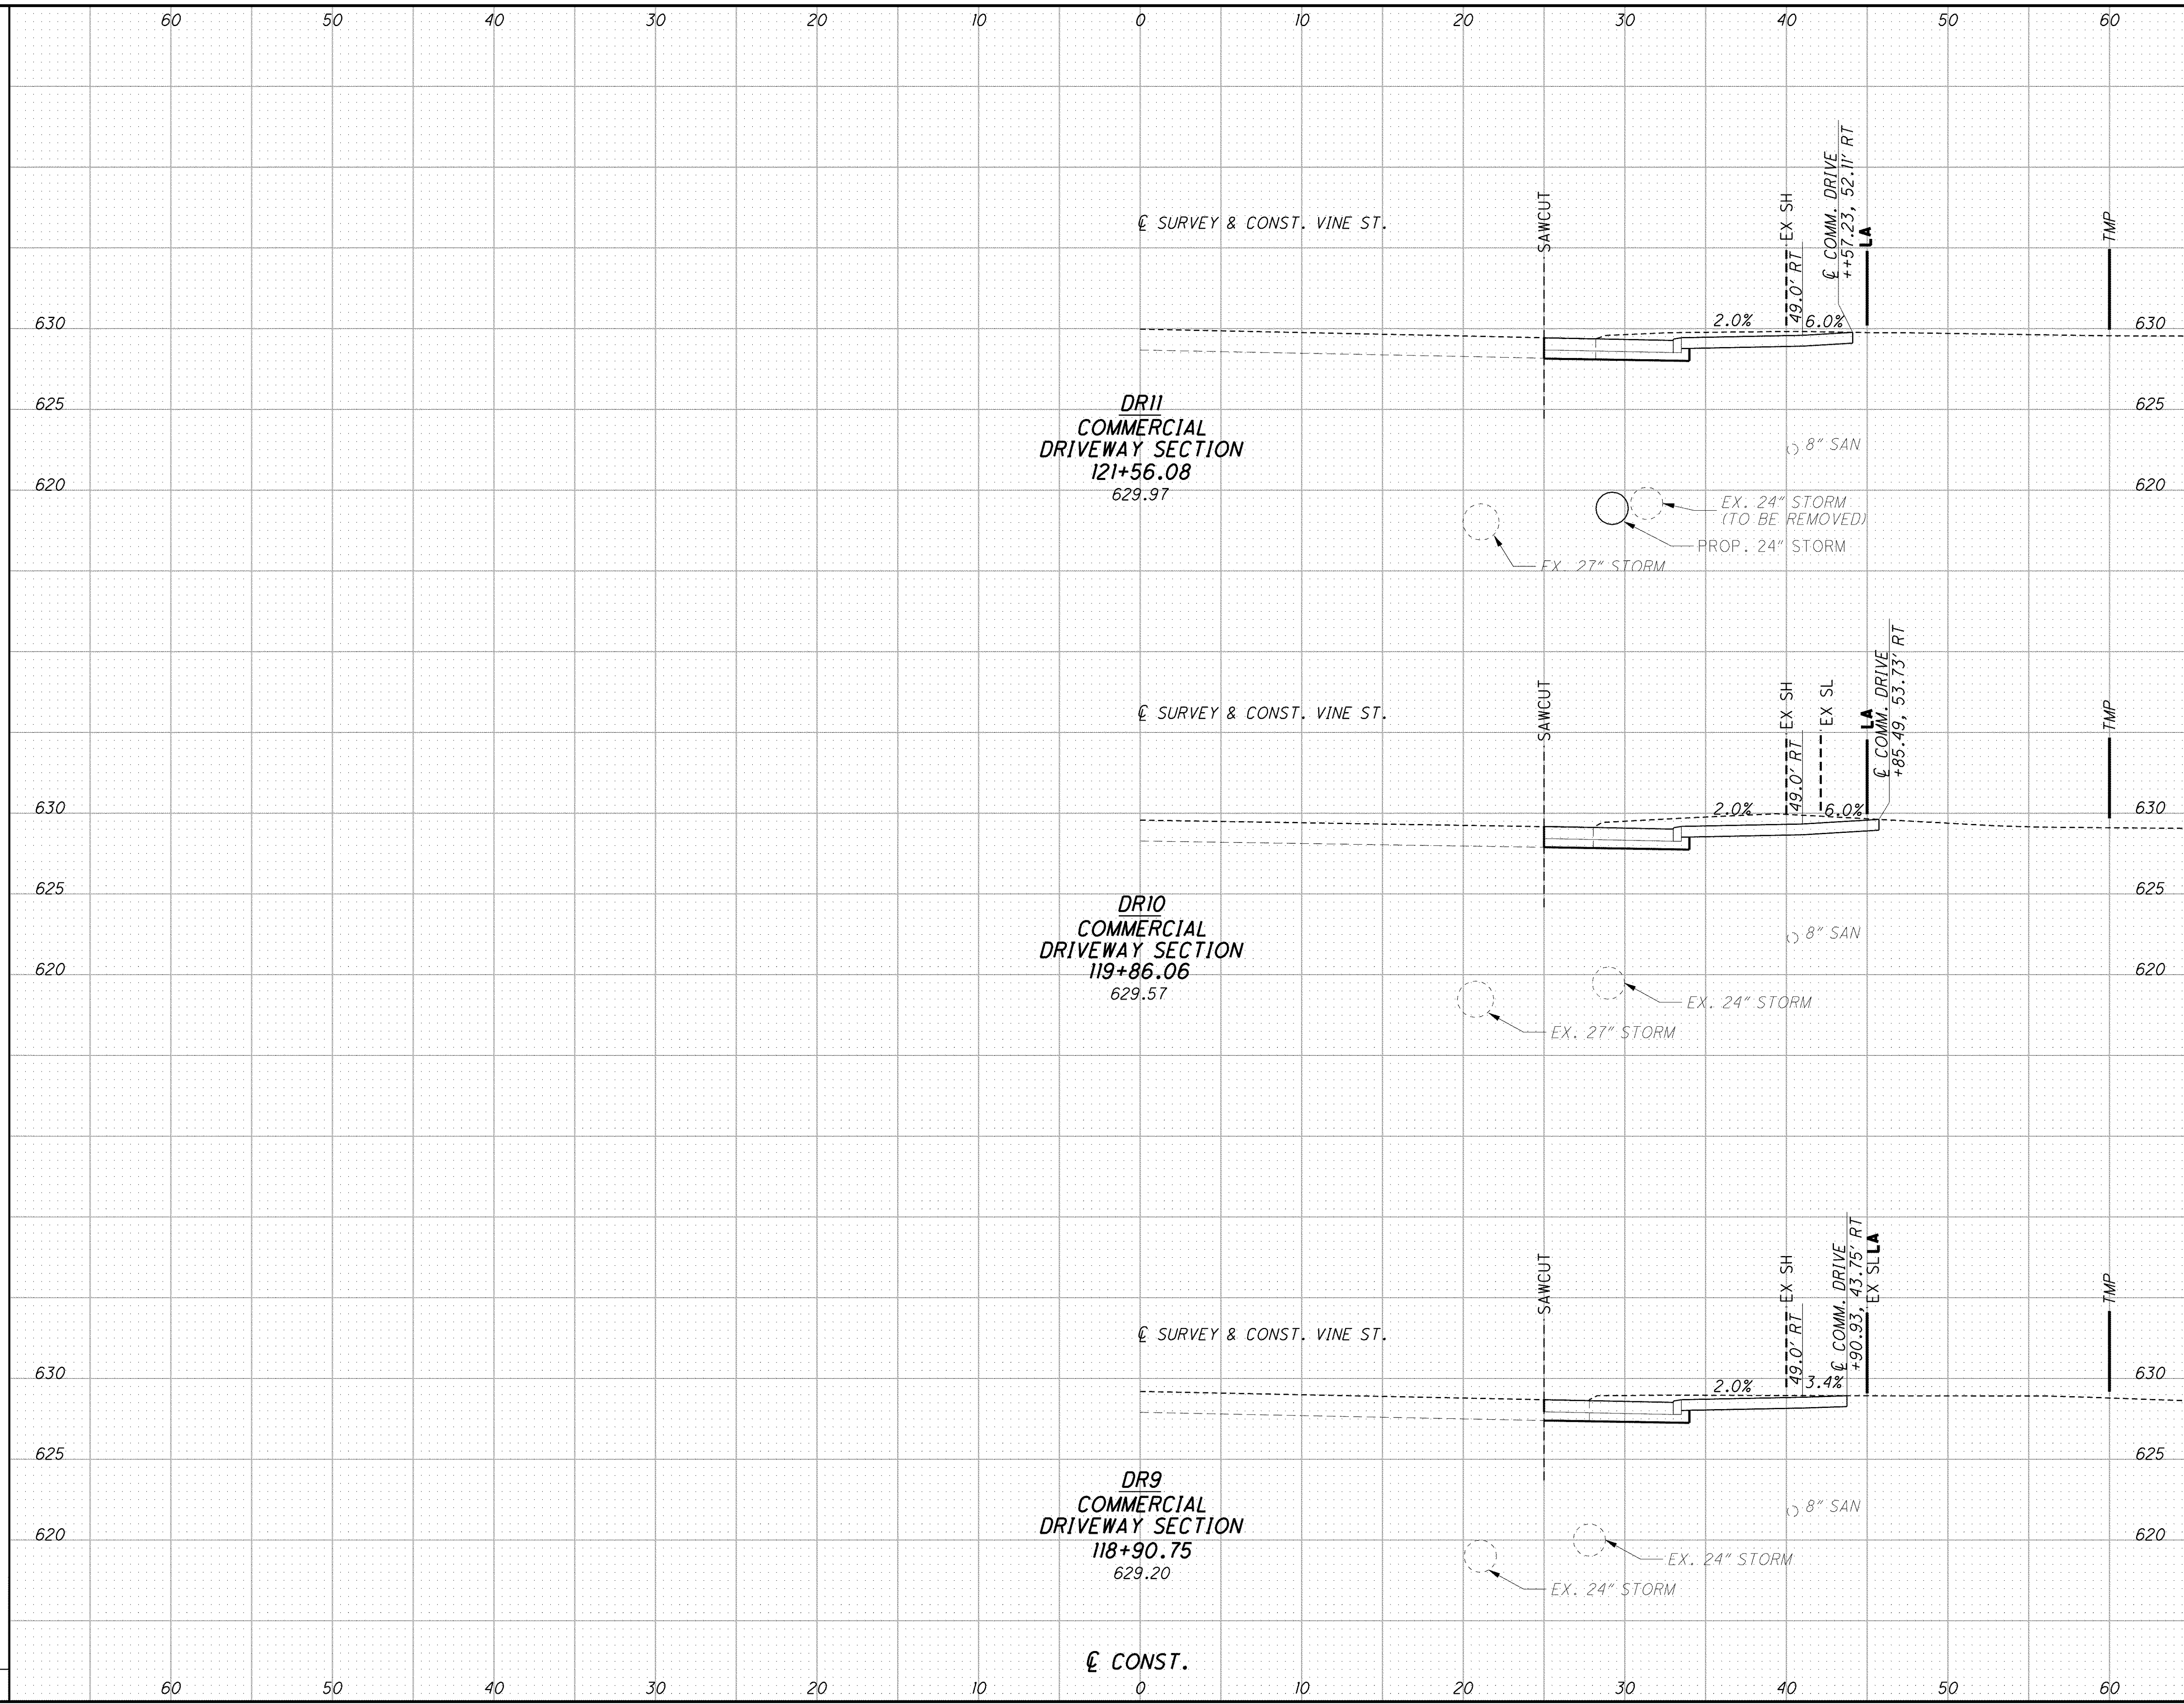 60 50 40 30 20 10 0 10 20 30 40 50 60
℄ SURVEY & CONST. VINE ST.
SAWCUT
EX SH
49.0' RT
℄ COMM. DRIVE
++57.23, 52.11' RT
LA
TMP
630
2.0%
6.0%
630
625
625
DR11
COMMERCIAL
DRIVEWAY SECTION
121+56.08
629.97
8" SAN
620
620
EX. 24" STORM
(TO BE REMOVED)
PROP. 24" STORM
EX. 27" STORM
℄ SURVEY & CONST. VINE ST.
SAWCUT
EX SH
49.0' RT
EX SL
LA
℄ COMM. DRIVE
+85.49, 53.73' RT
TMP
630
2.0%
6.0%
630
625
625
DR10
COMMERCIAL
DRIVEWAY SECTION
119+86.06
629.57
8" SAN
620
620
EX. 24" STORM
EX. 27" STORM
℄ SURVEY & CONST. VINE ST.
SAWCUT
EX SH
49.0' RT
℄ COMM. DRIVE
+90.93, 43.75' RT
EX SL
LA
TMP
630
2.0%
3.4%
630
625
625
DR9
COMMERCIAL
DRIVEWAY SECTION
118+90.75
629.20
8" SAN
620
620
EX. 24" STORM
EX. 24" STORM
℄ CONST.
60 50 40 30 20 10 0 10 20 30 40 50 60